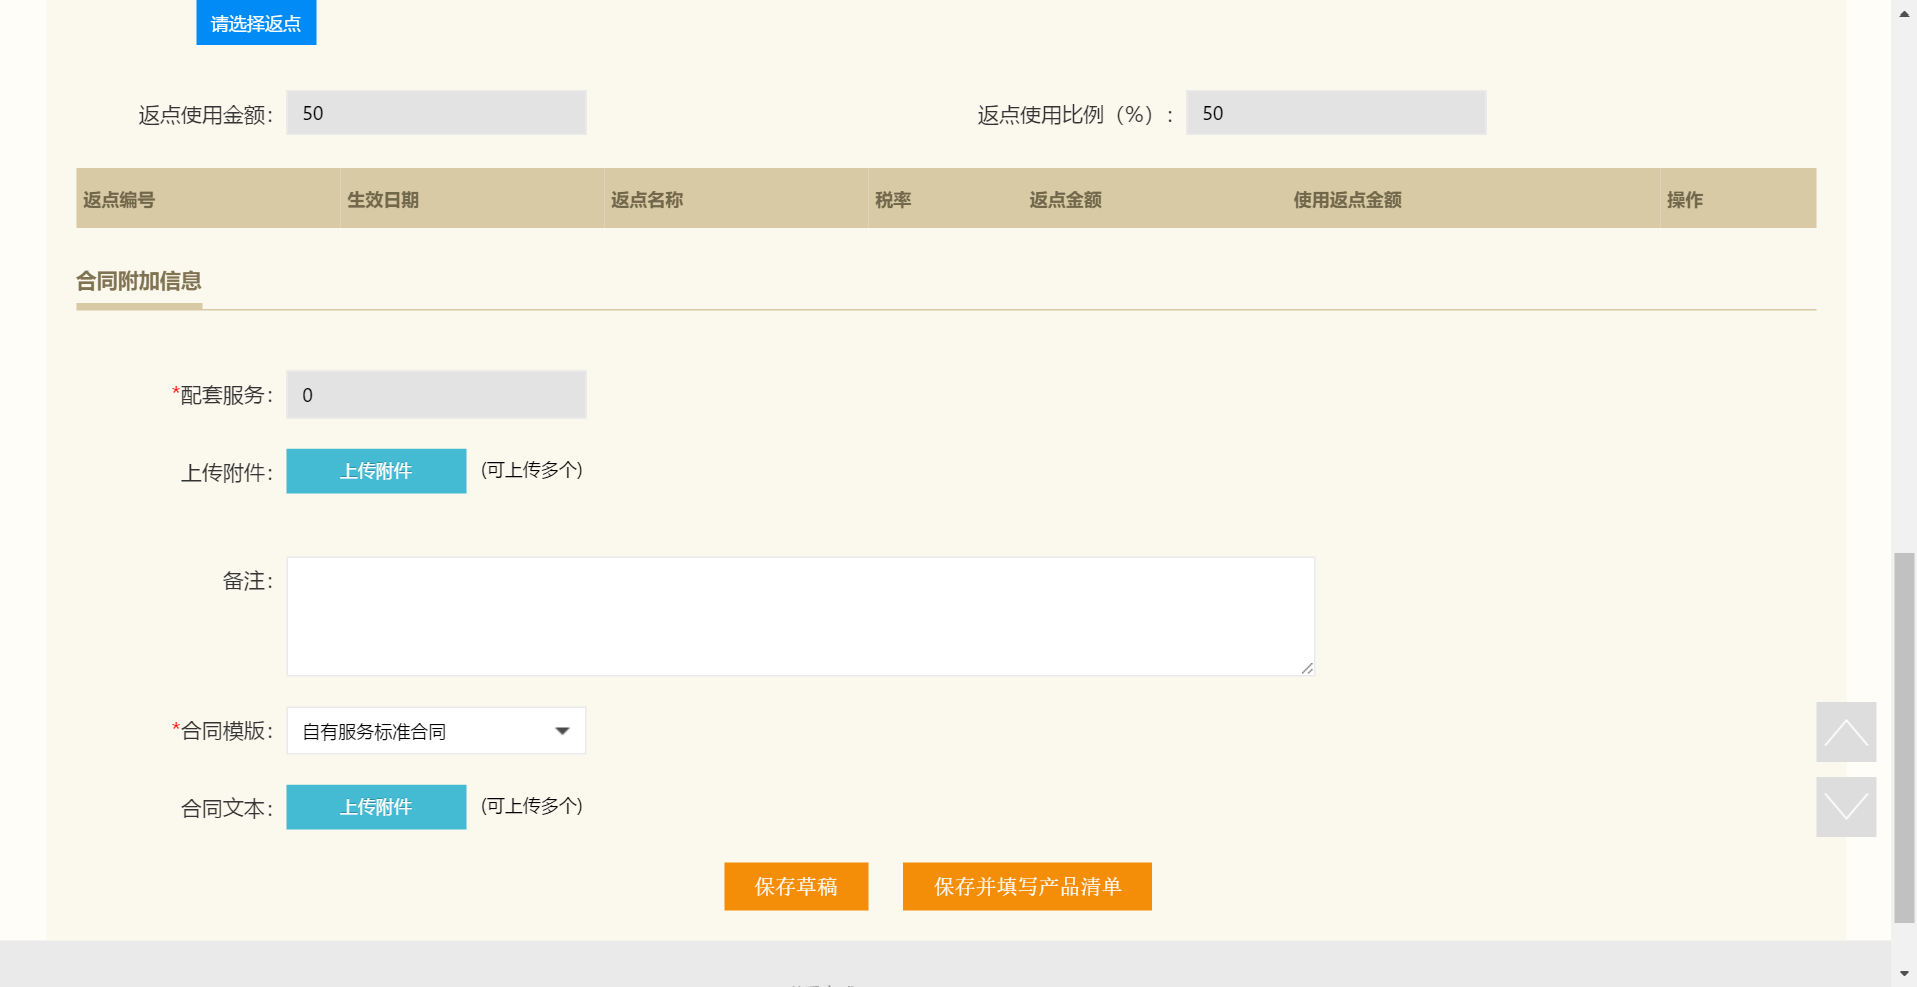 请选择返点
返点使用金额: 50 返点使用比例（%）: 50
返点编号 生效日期 返点名称 税率 返点金额 使用返点金额 操作
合同附加信息
*配套服务: 0
上传附件: 上传附件 (可上传多个)
备注:
*合同模版: 自有服务标准合同
合同文本: 上传附件 (可上传多个)
保存草稿 保存并填写产品清单